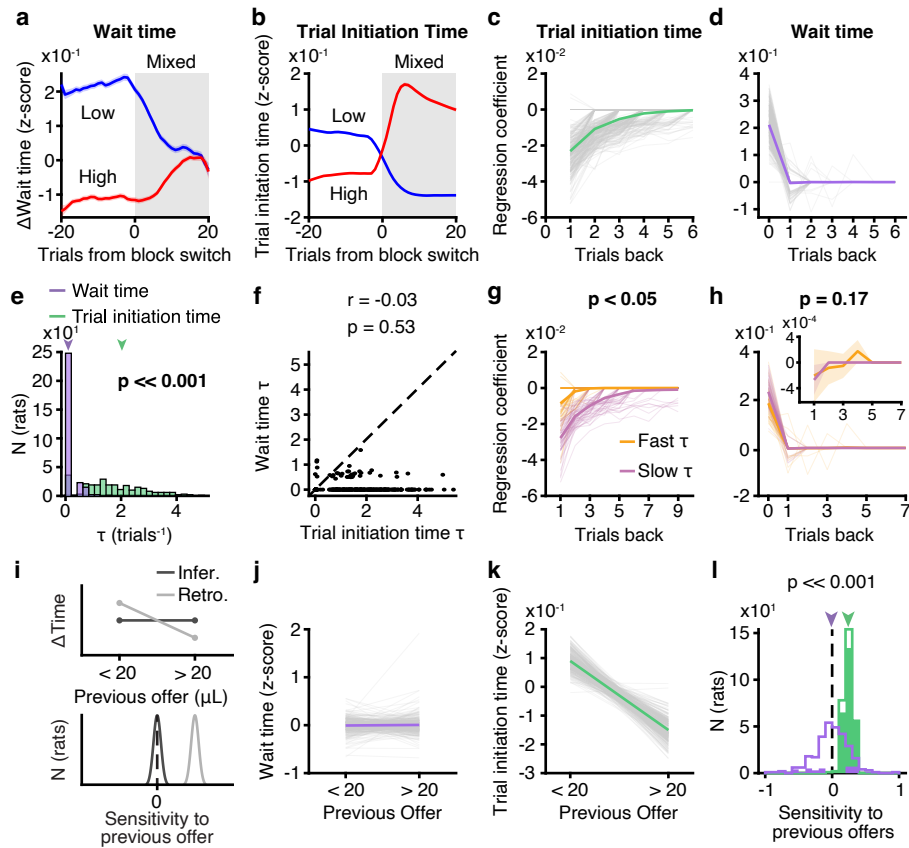 a
Wait time
x10⁻¹
Mixed
ΔWait time (z-score)
2
1
0
-1
Low
High
-20
0
20
Trials from block switch
b
Trial Initiation Time
x10⁻¹
Mixed
Trial initiation time (z-score)
2
1
0
-1
-2
Low
High
-20
0
20
Trials from block switch
c
Trial initiation time
x10⁻²
Regression coefficient
2
0
-2
-4
-6
0 1 2 3 4 5 6
Trials back
d
Wait time
x10⁻¹
4
3
2
1
0
-1
0 1 2 3 4 5 6
Trials back
e
Wait time
Trial initiation time
x10¹
25
20
15
10
5
0
N (rats)
p << 0.001
0 2 4
τ (trials⁻¹)
f
r = -0.03
p = 0.53
Wait time τ
5
4
3
2
1
0
0 2 4
Trial initiation time τ
g
p < 0.05
x10⁻²
Regression coefficient
2
0
-2
-4
-6
Fast τ
Slow τ
1 3 5 7 9
Trials back
h
p = 0.17
x10⁻¹
4
2
0
-2
x10⁻⁴
4
0
-4
1 3 5 7
0 1 3 5 7
Trials back
i
Infer.
Retro.
ΔTime
< 20
> 20
Previous offer (μL)
N (rats)
0
Sensitivity to
previous offer
j
Wait time (z-score)
2
1
0
-1
< 20
> 20
Previous Offer
k
x10⁻¹
Trial initiation time (z-score)
2
1
0
-1
-2
-3
< 20
> 20
Previous Offer
l
p << 0.001
x10¹
15
10
5
0
N (rats)
-1 0 1
Sensitivity to
previous offers